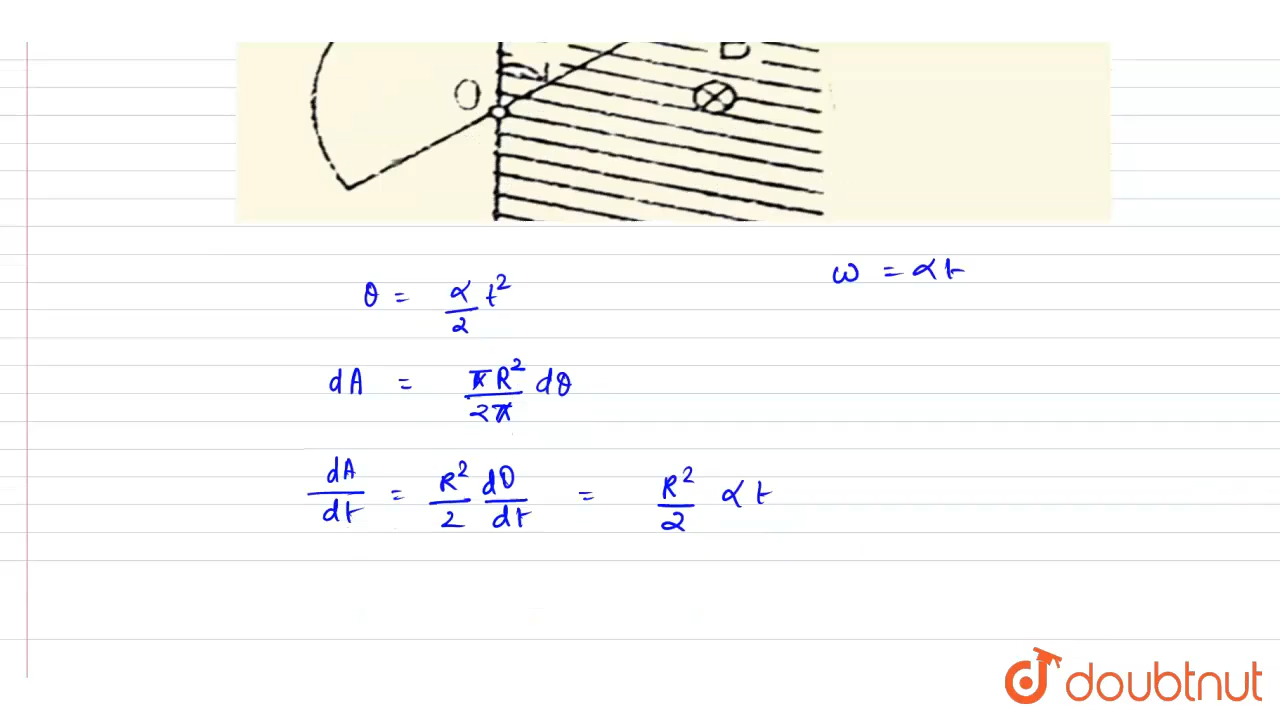 O
ω = αt
θ = α/2 t²
dA = πR²/2π dθ
dA/dt = R²/2 dθ/dt = R²/2 αt
doubtnut